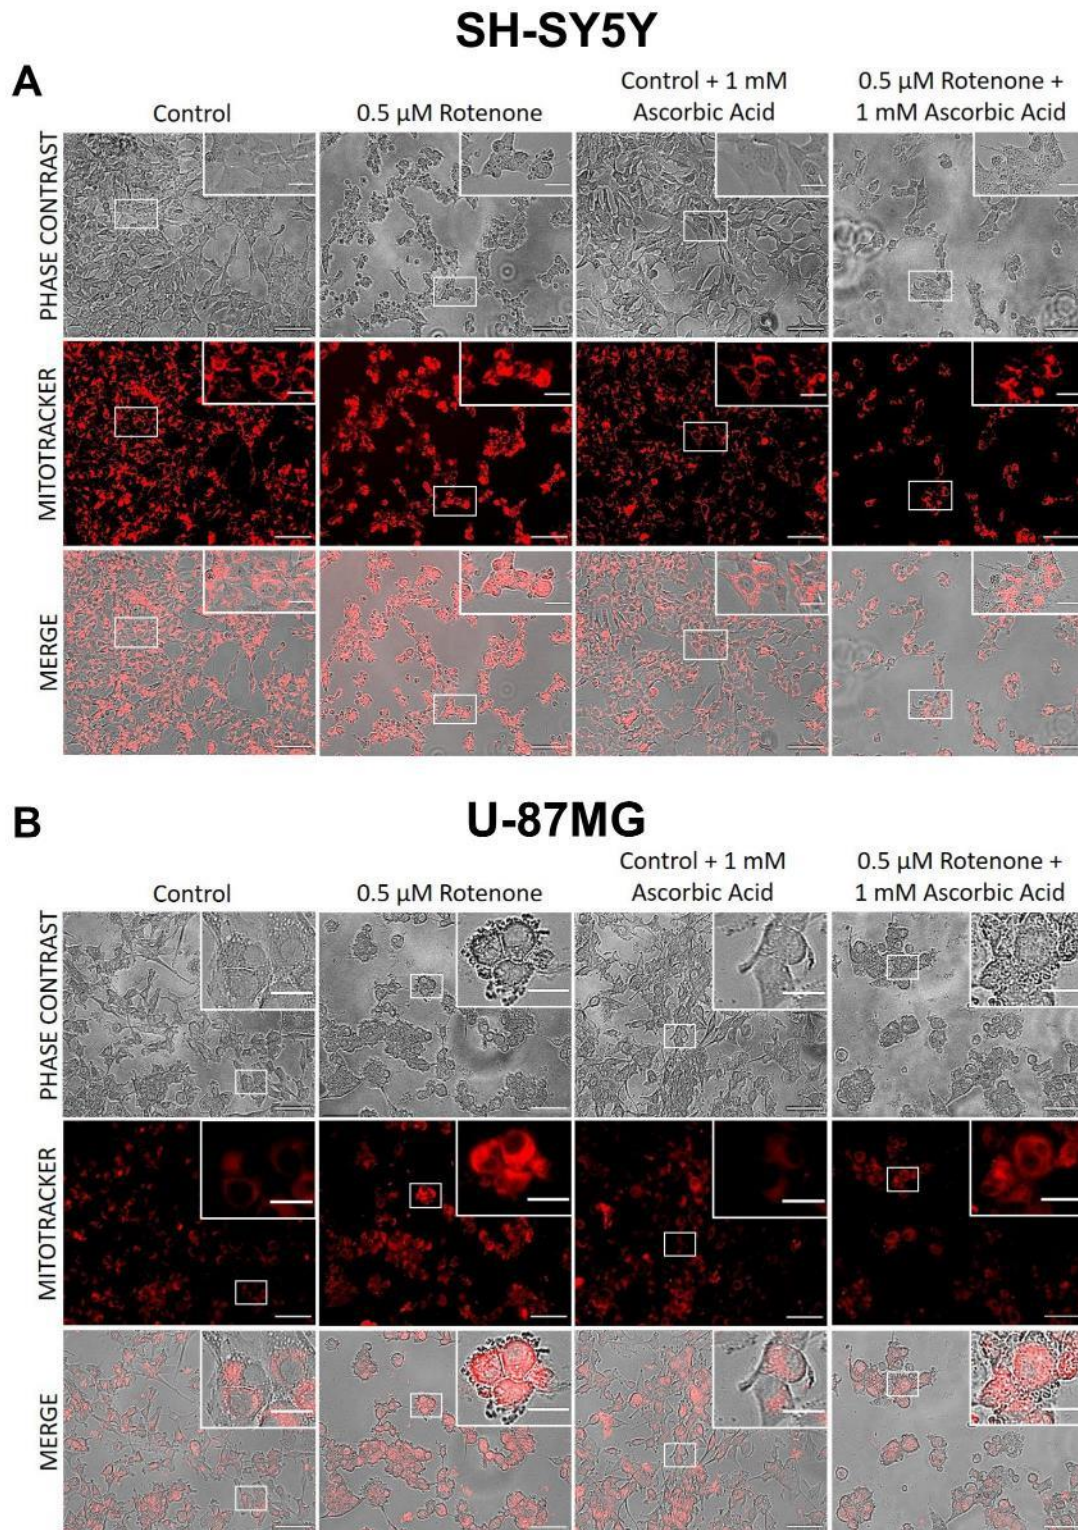 SH-SY5Y
A
Control
0.5 µM Rotenone
Control + 1 mM
Ascorbic Acid
0.5 µM Rotenone +
1 mM Ascorbic Acid
PHASE CONTRAST
MITOTRACKER
MERGE
B
U-87MG
Control
0.5 µM Rotenone
Control + 1 mM
Ascorbic Acid
0.5 µM Rotenone +
1 mM Ascorbic Acid
PHASE CONTRAST
MITOTRACKER
MERGE